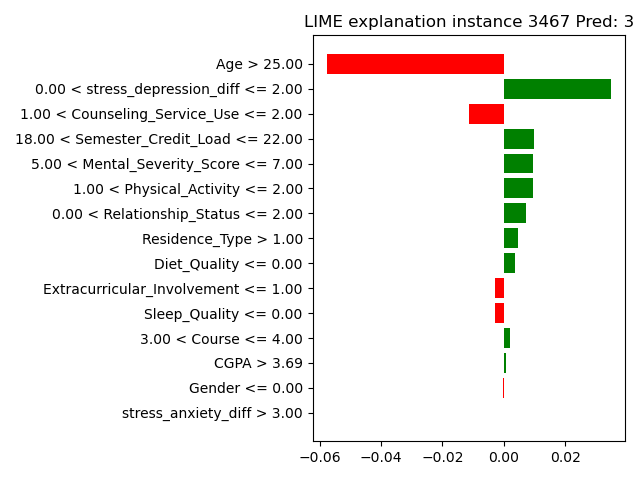 LIME explanation instance 3467 Pred: 3
Age > 25.00
0.00 < stress_depression_diff <= 2.00
1.00 < Counseling_Service_Use <= 2.00
18.00 < Semester_Credit_Load <= 22.00
5.00 < Mental_Severity_Score <= 7.00
1.00 < Physical_Activity <= 2.00
0.00 < Relationship_Status <= 2.00
Residence_Type > 1.00
Diet_Quality <= 0.00
Extracurricular_Involvement <= 1.00
Sleep_Quality <= 0.00
3.00 < Course <= 4.00
CGPA > 3.69
Gender <= 0.00
stress_anxiety_diff > 3.00
−0.06 −0.04 −0.02 0.00 0.02